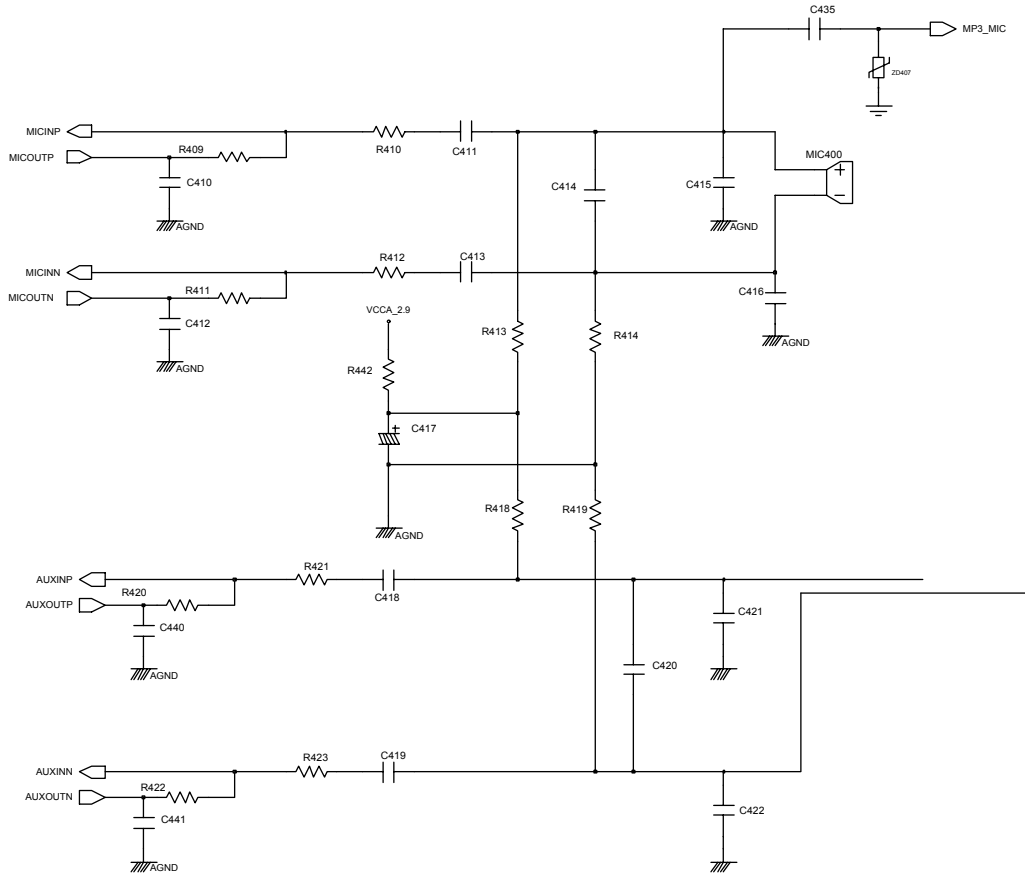 C435
MP3_MIC
ZD407
MICINP
R409
R410
C411
MICOUTP
MIC400
C410
C414
C415
+
−
AGND
AGND
MICINN
R412
C413
MICOUTN
R411
C416
C412
VCCA_2.9
R413
R414
AGND
AGND
R442
+
C417
R418
R419
AGND
AUXINP
R421
R420
C418
AUXOUTP
C440
C421
AGND
C420
AUXINN
R423
C419
R422
AUXOUTN
C441
C422
AGND